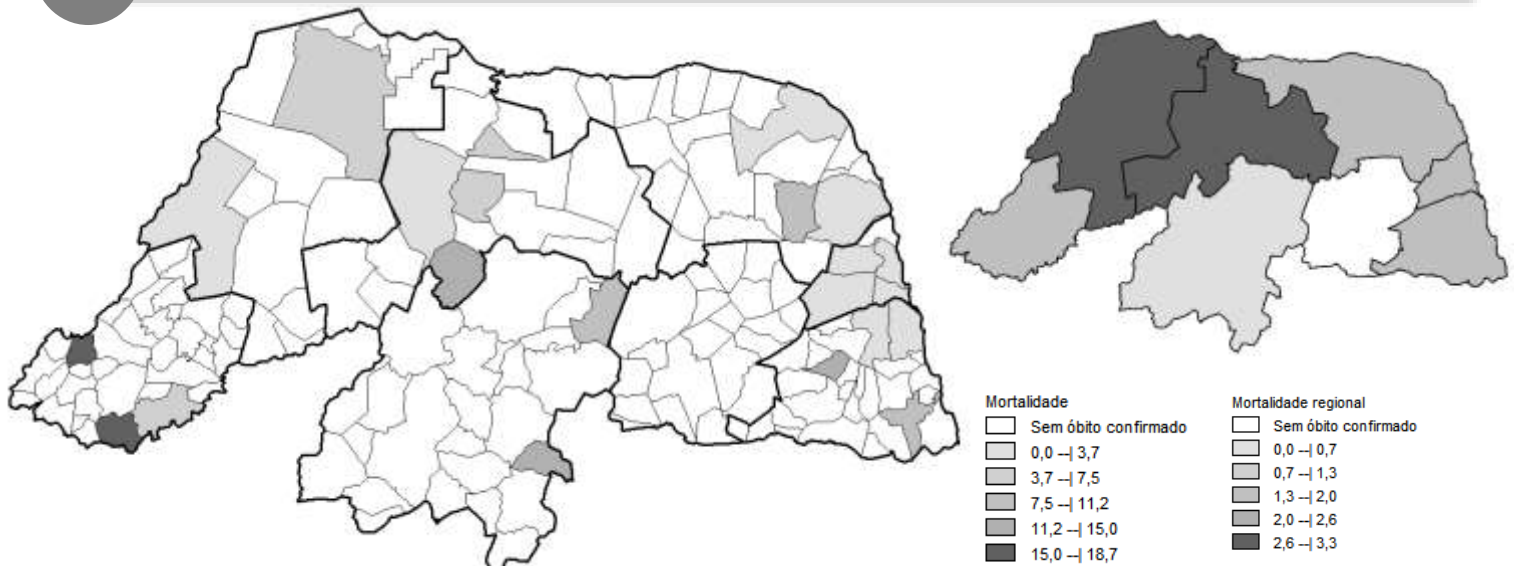 Mortalidade
Sem óbito confirmado
0,0 --| 3,7
3,7 --| 7,5
7,5 --| 11,2
11,2 --| 15,0
15,0 --| 18,7
Mortalidade regional
Sem óbito confirmado
0,0 --| 0,7
0,7 --| 1,3
1,3 --| 2,0
2,0 --| 2,6
2,6 --| 3,3